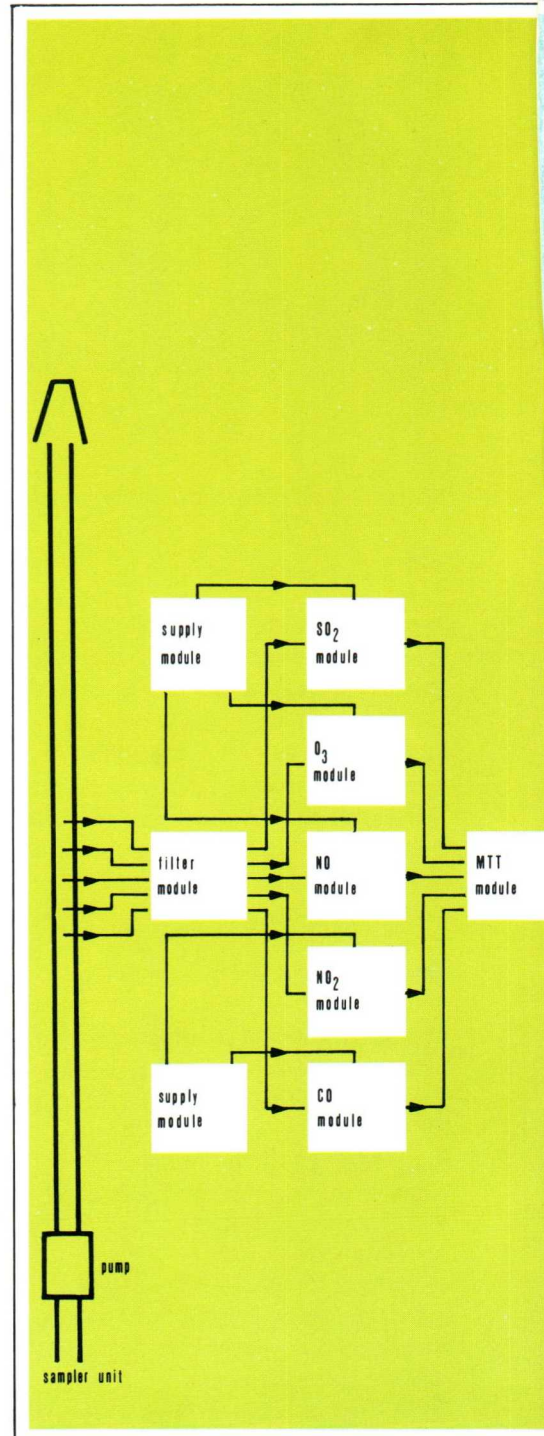 supply
module
SO₂
module
O₃
module
filter
module
NO
module
MTT
module
NO₂
module
supply
module
CO
module
pump
sampler unit